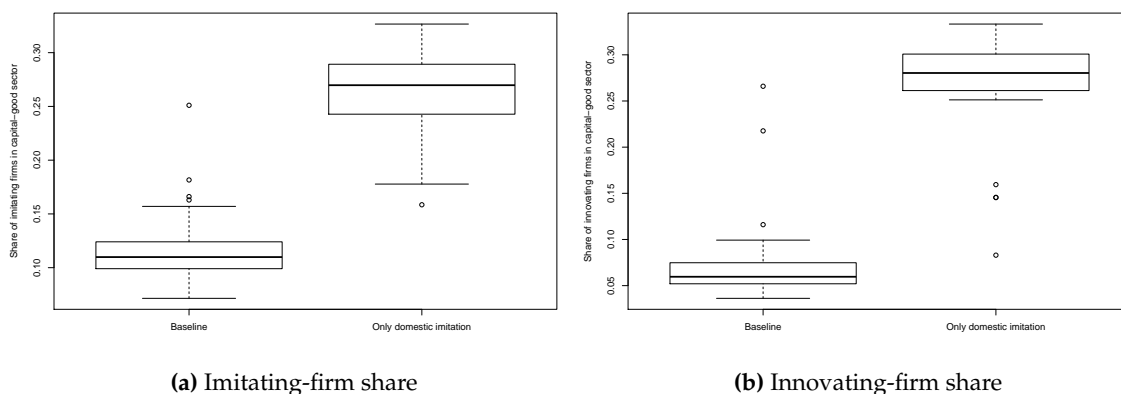 Share of imitating firms in capital−good sector
0.30
0.25
0.20
0.15
0.10
Baseline
Only domestic imitation
(a) Imitating-firm share
Share of innovating firms in capital−good sector
0.30
0.25
0.20
0.15
0.10
0.05
Baseline
Only domestic imitation
(b) Innovating-firm share